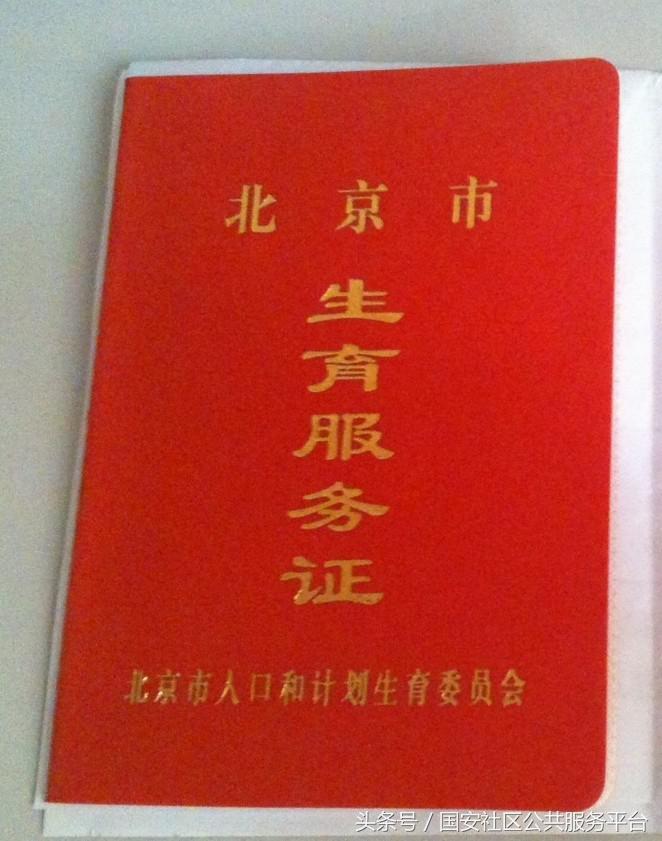 北京市
生育服务证
北京市人口和计划生育委员会
头条号 / 国安社区公共服务平台